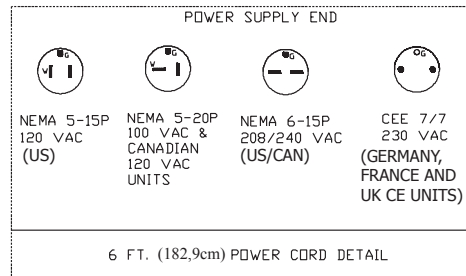 POWER SUPPLY END
G
W
G
W
G
G
NEMA 5-15P
120 VAC
(US)
NEMA 5-20P
100 VAC &
CANADIAN
120 VAC
UNITS
NEMA 6-15P
208/240 VAC
(US/CAN)
CEE 7/7
230 VAC
(GERMANY,
FRANCE AND
UK CE UNITS)
6 FT. (182,9cm) POWER CORD DETAIL